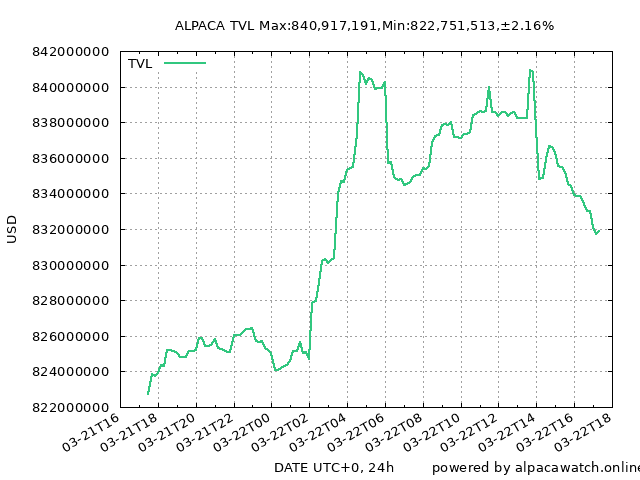 ALPACA TVL Max:840,917,191,Min:822,751,513,±2.16%
842000000
840000000
838000000
836000000
834000000
832000000
830000000
828000000
826000000
824000000
822000000
USD
TVL
03-21T16
03-21T18
03-21T20
03-21T22
03-22T00
03-22T02
03-22T04
03-22T06
03-22T08
03-22T10
03-22T12
03-22T14
03-22T16
03-22T18
DATE UTC+0, 24h
powered by alpacawatch.online